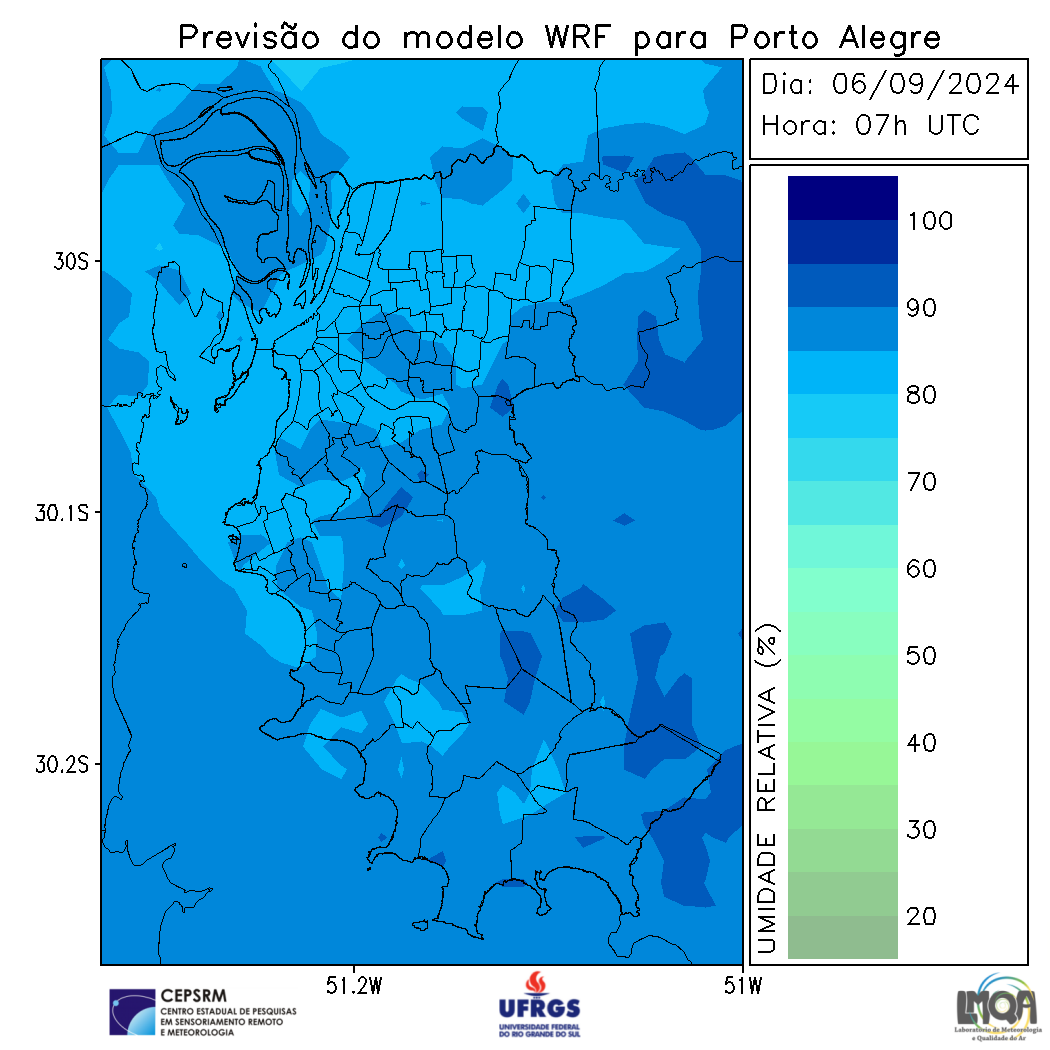 Previsão do modelo WRF para Porto Alegre
Dia: 06/09/2024
Hora: 07h UTC
30S
30.1S
30.2S
51.2W
51W
100
90
80
70
60
50
40
30
20
UMIDADE RELATIVA (%)
CEPSRM
CENTRO ESTADUAL DE PESQUISAS
EM SENSORIAMENTO REMOTO
E METEOROLOGIA
UFRGS
UNIVERSIDADE FEDERAL
DO RIO GRANDE DO SUL
LMQA
Laboratório de Meteorologia
e Qualidade do Ar